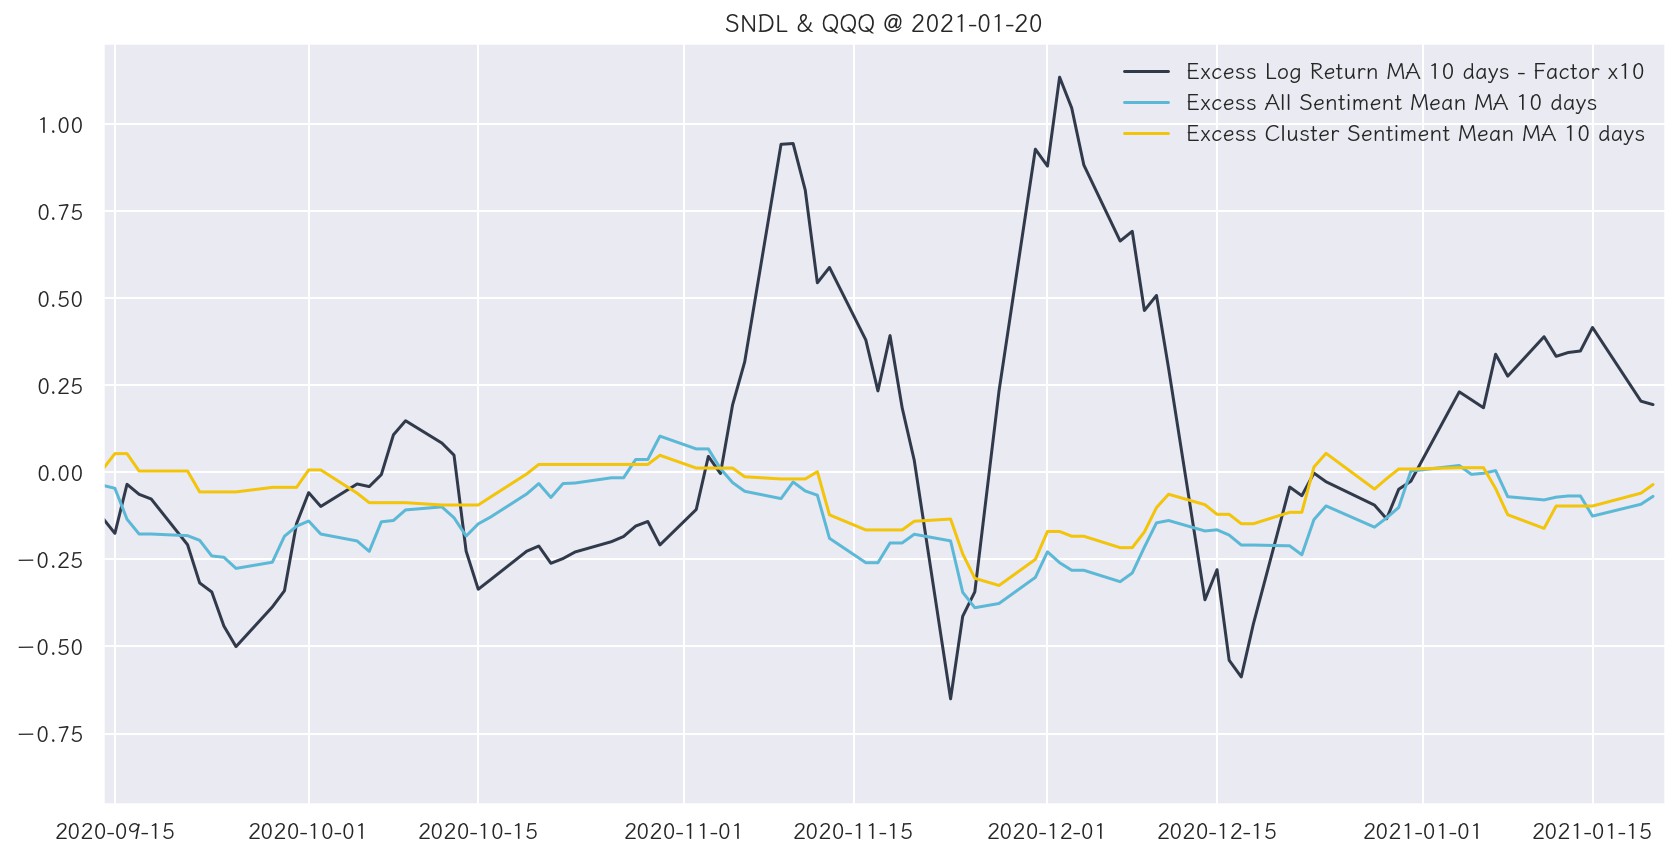 SNDL & QQQ @ 2021-01-20
Excess Log Return MA 10 days - Factor x10
Excess All Sentiment Mean MA 10 days
Excess Cluster Sentiment Mean MA 10 days
1.00
0.75
0.50
0.25
0.00
−0.25
−0.50
−0.75
2020-09-15 2020-10-01 2020-10-15 2020-11-01 2020-11-15 2020-12-01 2020-12-15 2021-01-01 2021-01-15